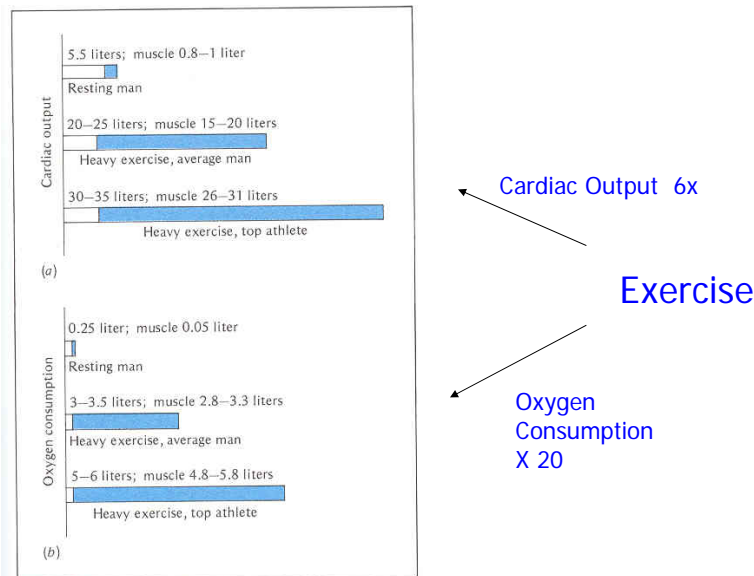 5.5 liters; muscle 0.8–1 liter
Resting man
20–25 liters; muscle 15–20 liters
Heavy exercise, average man
30–35 liters; muscle 26–31 liters
Heavy exercise, top athlete
Cardiac output
(a)
0.25 liter; muscle 0.05 liter
Resting man
3–3.5 liters; muscle 2.8–3.3 liters
Heavy exercise, average man
5–6 liters; muscle 4.8–5.8 liters
Heavy exercise, top athlete
Oxygen consumption
(b)
Cardiac Output 6x
Exercise
Oxygen
Consumption
X 20